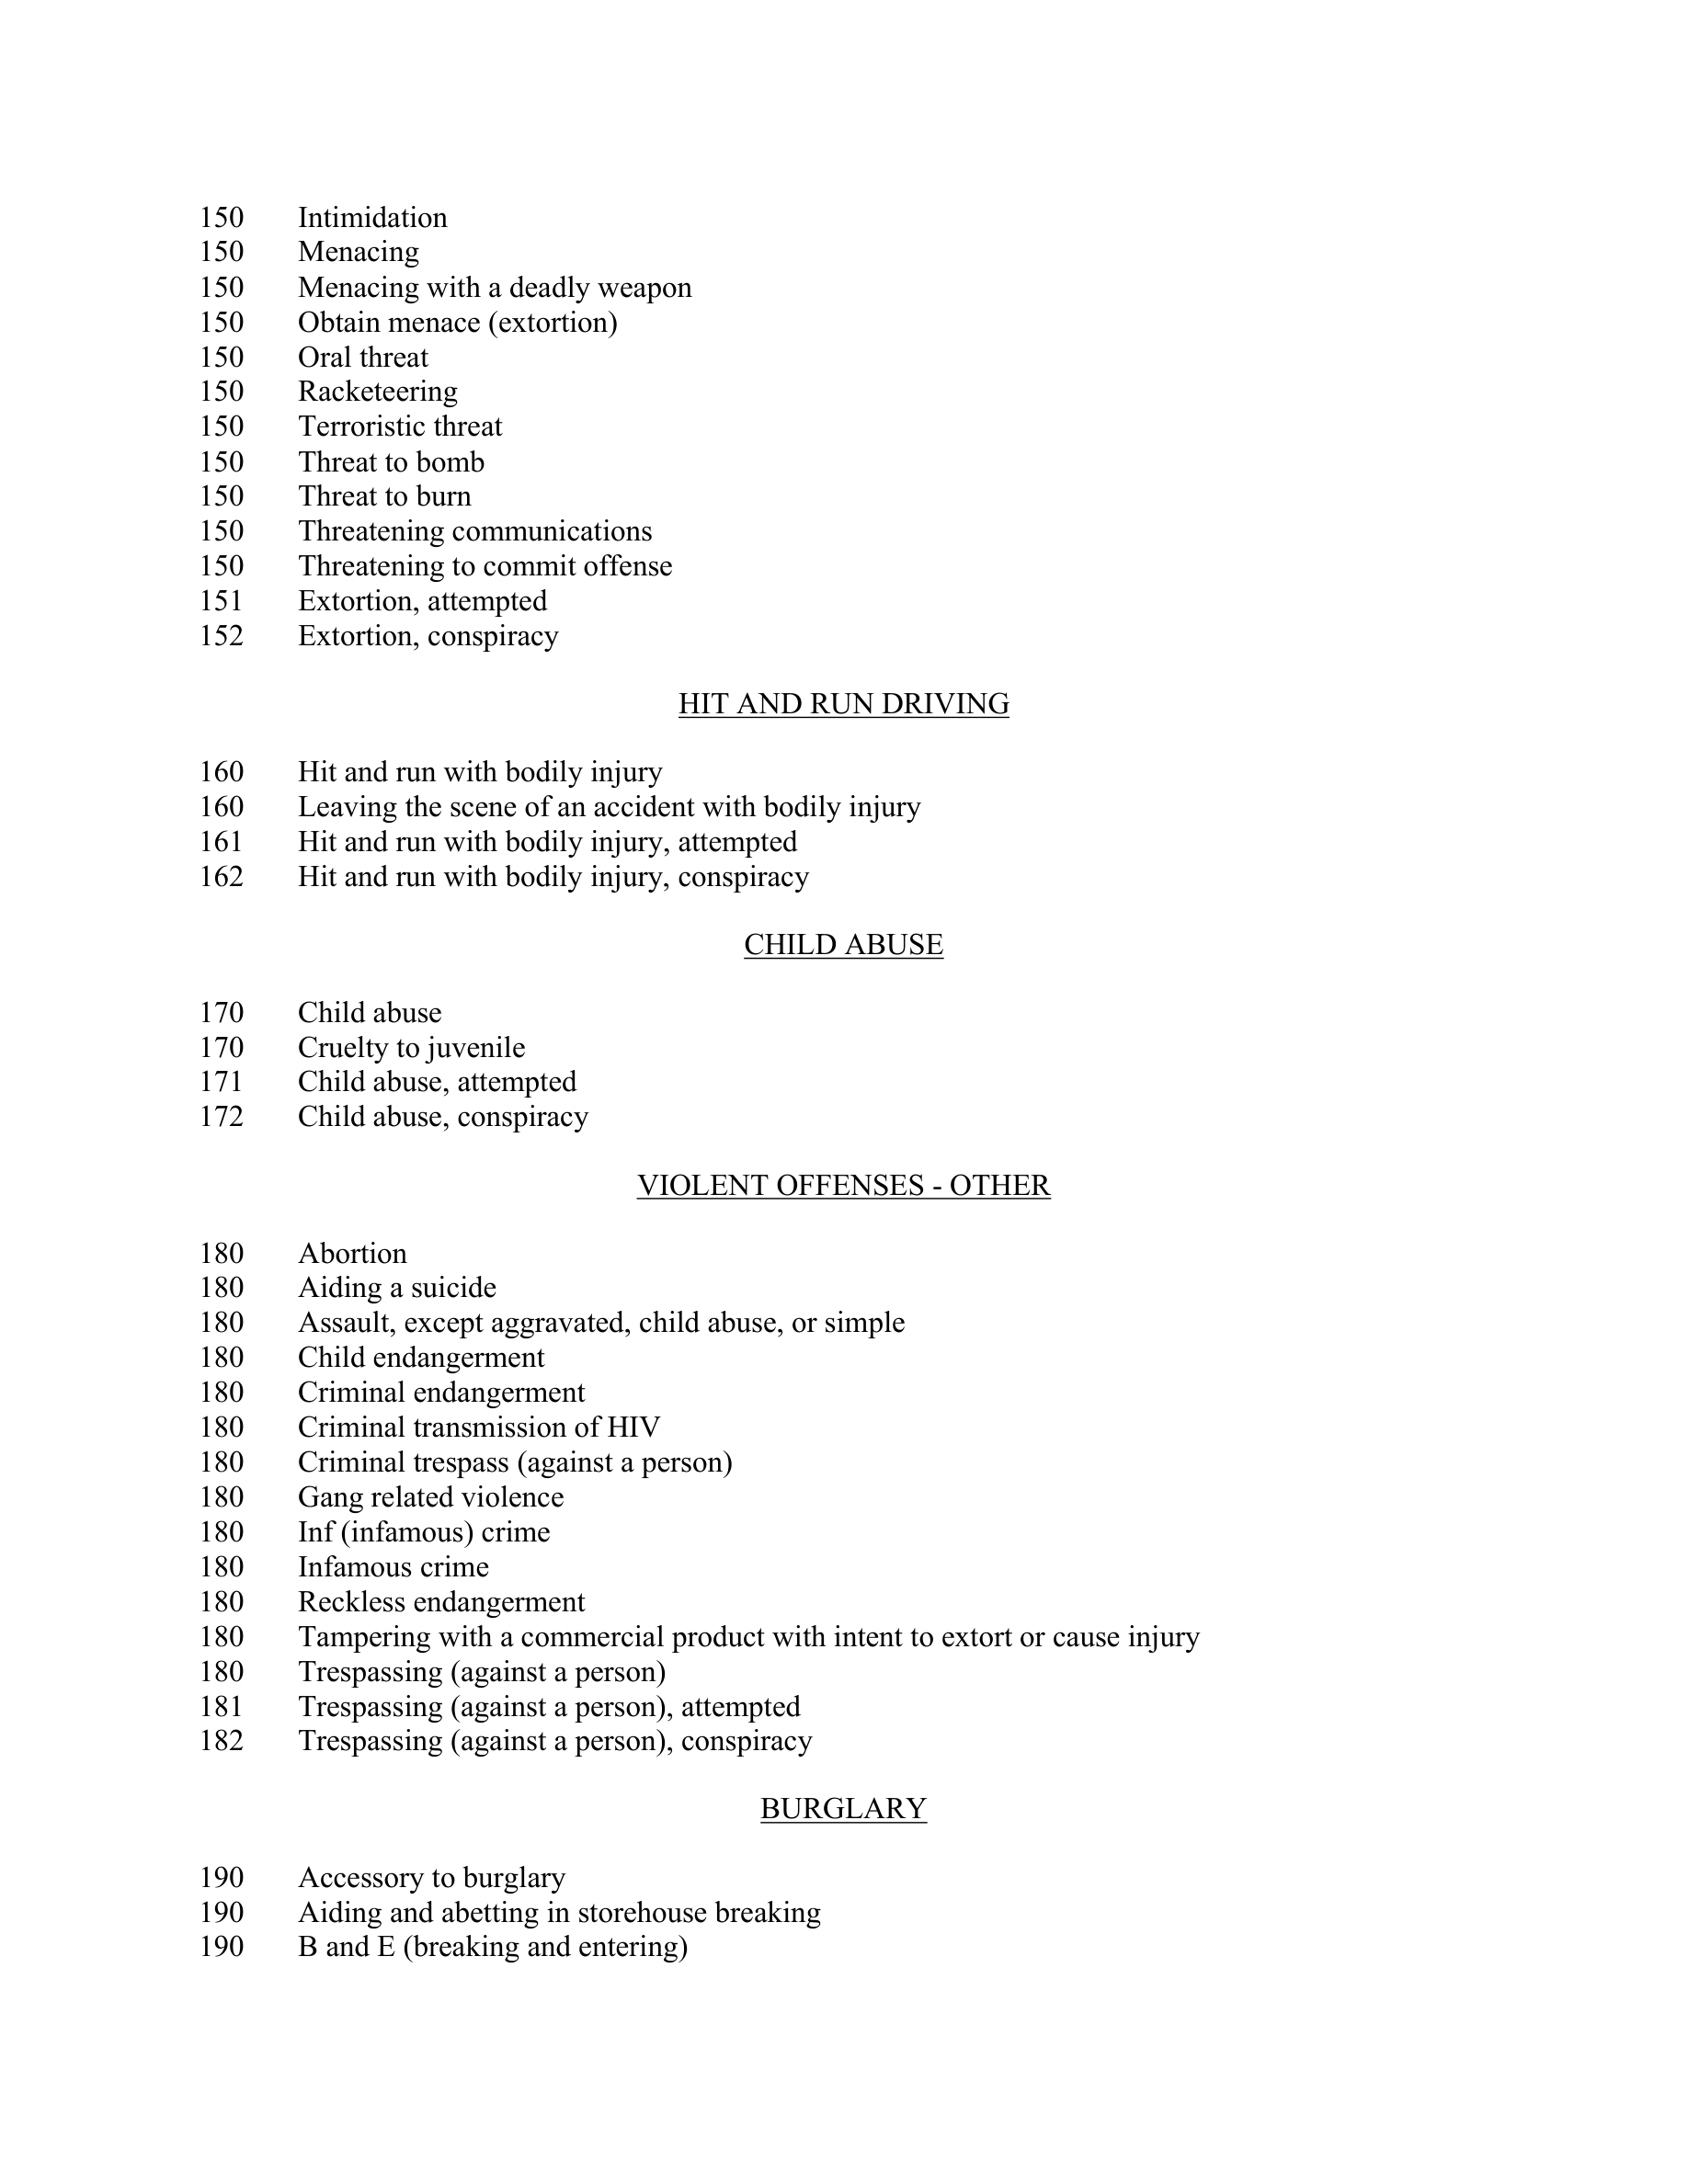 150 Intimidation
150 Menacing
150 Menacing with a deadly weapon
150 Obtain menace (extortion)
150 Oral threat
150 Racketeering
150 Terroristic threat
150 Threat to bomb
150 Threat to burn
150 Threatening communications
150 Threatening to commit offense
151 Extortion, attempted
152 Extortion, conspiracy
HIT AND RUN DRIVING
160 Hit and run with bodily injury
160 Leaving the scene of an accident with bodily injury
161 Hit and run with bodily injury, attempted
162 Hit and run with bodily injury, conspiracy
CHILD ABUSE
170 Child abuse
170 Cruelty to juvenile
171 Child abuse, attempted
172 Child abuse, conspiracy
VIOLENT OFFENSES - OTHER
180 Abortion
180 Aiding a suicide
180 Assault, except aggravated, child abuse, or simple
180 Child endangerment
180 Criminal endangerment
180 Criminal transmission of HIV
180 Criminal trespass (against a person)
180 Gang related violence
180 Inf (infamous) crime
180 Infamous crime
180 Reckless endangerment
180 Tampering with a commercial product with intent to extort or cause injury
180 Trespassing (against a person)
181 Trespassing (against a person), attempted
182 Trespassing (against a person), conspiracy
BURGLARY
190 Accessory to burglary
190 Aiding and abetting in storehouse breaking
190 B and E (breaking and entering)